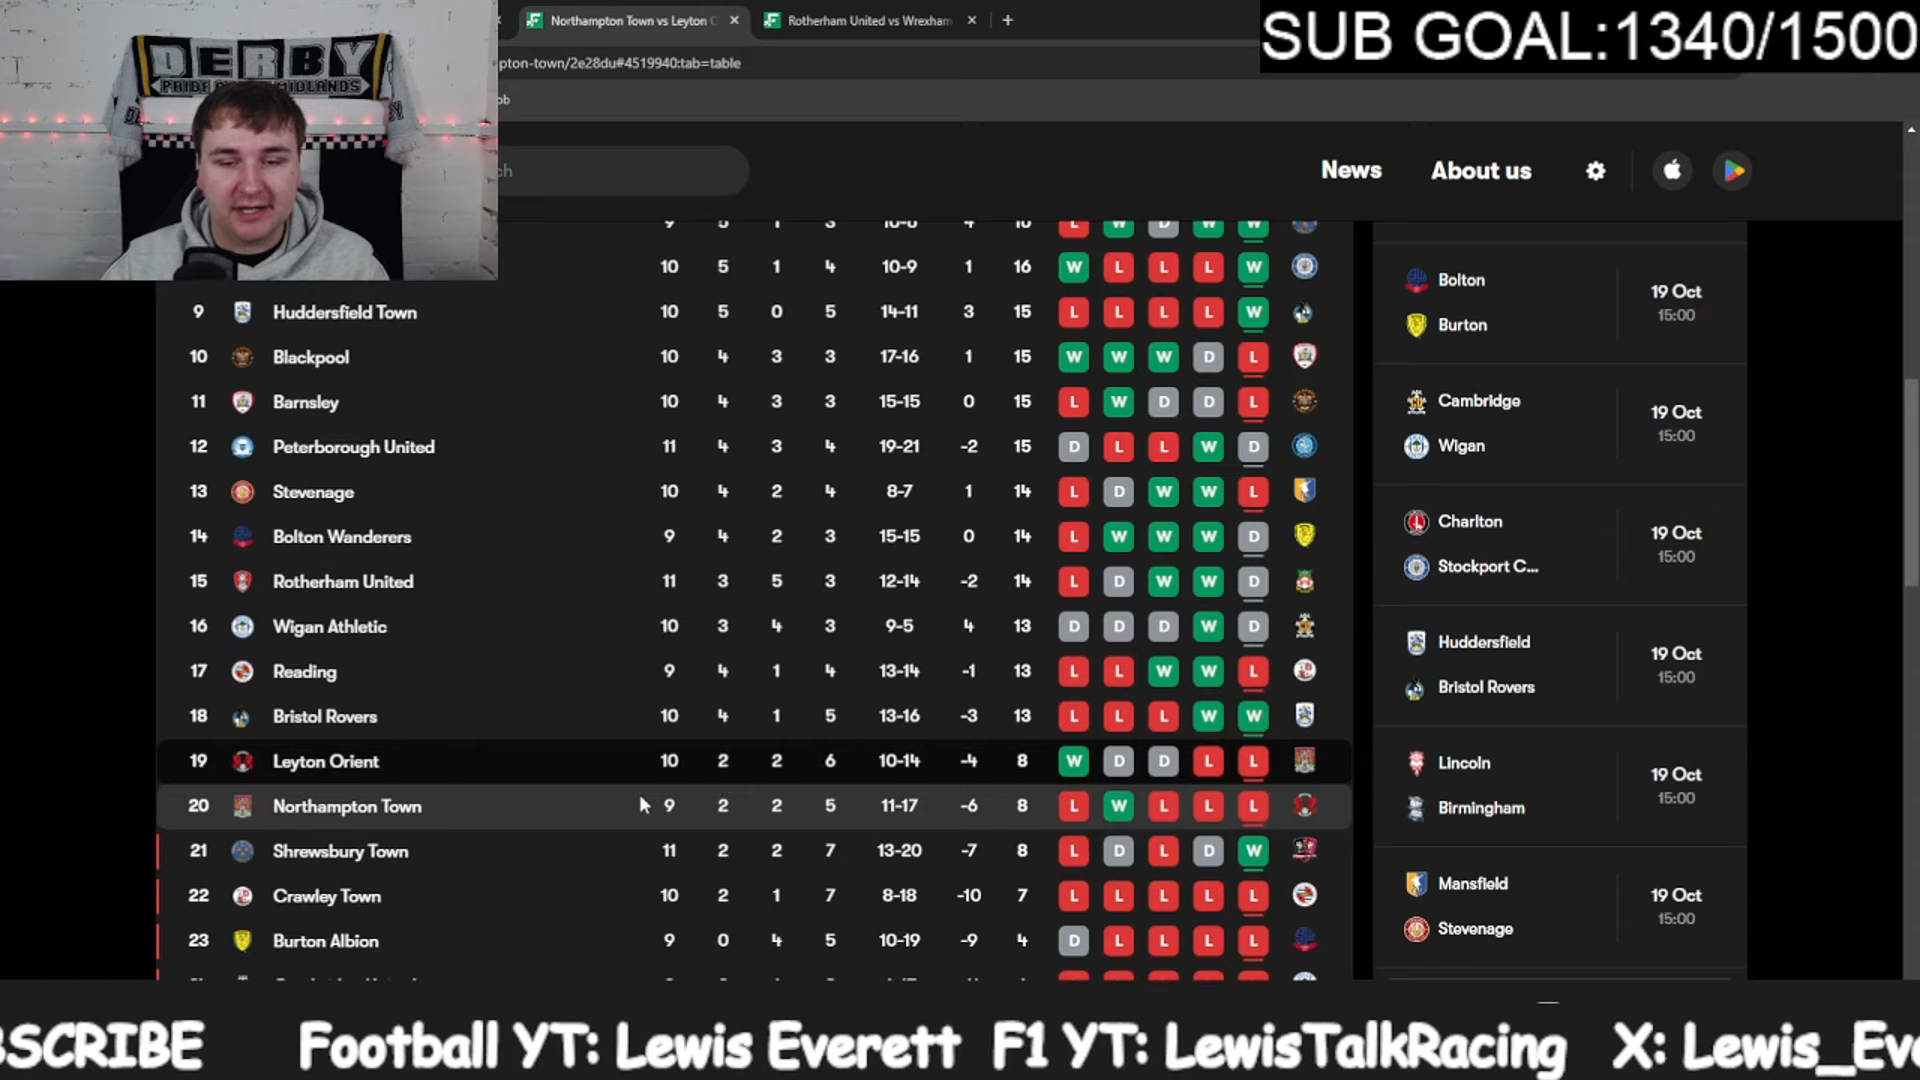 Northampton Town vs Leyton O
Rotherham United vs Wrexham
SUB GOAL:1340/1500
pton-town/2e28du#4519940:tab=table
ob
DERBY
ch
News
About us
10 5 1 4 10-9 1 16 W L L L W
9 Huddersfield Town 10 5 0 5 14-11 3 15 L L L L W
10 Blackpool 10 4 3 3 17-16 1 15 W W W D L
11 Barnsley 10 4 3 3 15-15 0 15 L W D D L
12 Peterborough United 11 4 3 4 19-21 -2 15 D L L W D
13 Stevenage 10 4 2 4 8-7 1 14 L D W W L
14 Bolton Wanderers 9 4 2 3 15-15 0 14 L W W W D
15 Rotherham United 11 3 5 3 12-14 -2 14 L D W W D
16 Wigan Athletic 10 3 4 3 9-5 4 13 D D D W D
17 Reading 9 4 1 4 13-14 -1 13 L L W W L
18 Bristol Rovers 10 4 1 5 13-16 -3 13 L L L W W
19 Leyton Orient 10 2 2 6 10-14 -4 8 W D D L L
20 Northampton Town 9 2 2 5 11-17 -6 8 L W L L L
21 Shrewsbury Town 11 2 2 7 13-20 -7 8 L D L D W
22 Crawley Town 10 2 1 7 8-18 -10 7 L L L L L
23 Burton Albion 9 0 4 5 10-19 -9 4 D L L L L
Bolton
Burton
19 Oct
15:00
Cambridge
Wigan
19 Oct
15:00
Charlton
Stockport C...
19 Oct
15:00
Huddersfield
Bristol Rovers
19 Oct
15:00
Lincoln
Birmingham
19 Oct
15:00
Mansfield
Stevenage
19 Oct
15:00
BSCRIBE Football YT: Lewis Everett F1 YT: LewisTalkRacing X: Lewis_Eve